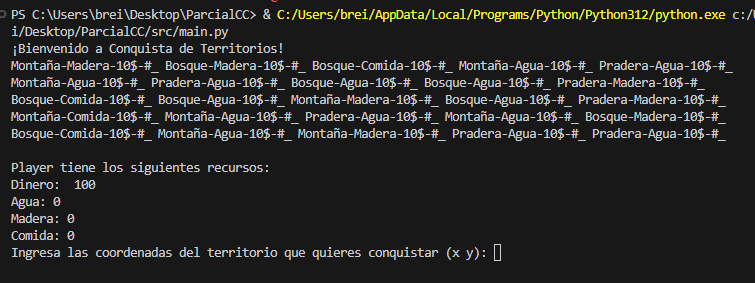 PS C:\Users\brei\Desktop\ParcialCC> & C:/Users/brei/AppData/Local/Programs/Python/Python312/python.exe c:/U
i/Desktop/ParcialCC/src/main.py
¡Bienvenido a Conquista de Territorios!
Montaña-Madera-10$-#_ Bosque-Madera-10$-#_ Bosque-Comida-10$-#_ Montaña-Agua-10$-#_ Pradera-Agua-10$-#_
Montaña-Agua-10$-#_ Pradera-Agua-10$-#_ Bosque-Agua-10$-#_ Bosque-Agua-10$-#_ Pradera-Madera-10$-#_
Bosque-Comida-10$-#_ Bosque-Agua-10$-#_ Montaña-Madera-10$-#_ Bosque-Agua-10$-#_ Pradera-Madera-10$-#_
Montaña-Comida-10$-#_ Montaña-Agua-10$-#_ Pradera-Agua-10$-#_ Montaña-Agua-10$-#_ Bosque-Madera-10$-#_
Bosque-Comida-10$-#_ Montaña-Agua-10$-#_ Montaña-Madera-10$-#_ Pradera-Agua-10$-#_ Pradera-Agua-10$-#_
Player tiene los siguientes recursos:
Dinero:  100
Agua: 0
Madera: 0
Comida: 0
Ingresa las coordenadas del territorio que quieres conquistar (x y):